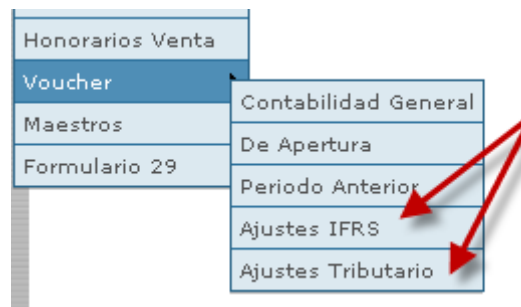 Honorarios Venta
Voucher
Maestros
Formulario 29
Contabilidad General
De Apertura
Periodo Anterior
Ajustes IFRS
Ajustes Tributario